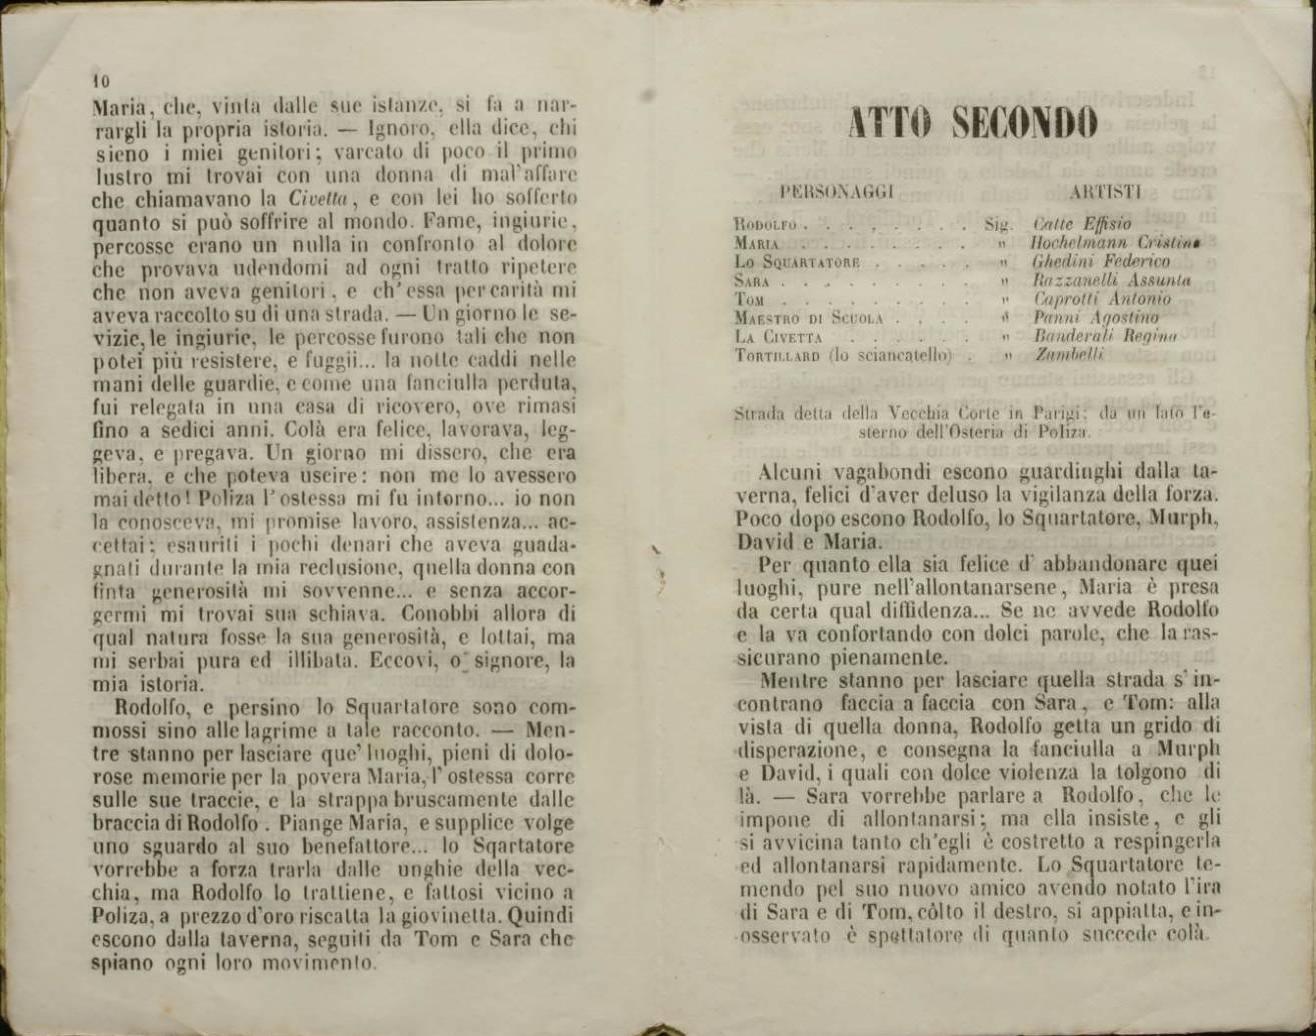 10
Maria, che, vinta dalle sue istanze, si fa a nar-
rargli la propria istoria. — Ignoro, ella dice, chi
sieno i miei genitori; varcato di poco il primo
lustro mi trovai con una donna di mal'affare
che chiamavano la Civetta, e con lei ho sofferto
quanto si può soffrire al mondo. Fame, ingiurie,
percosse erano un nulla in confronto al dolore
che provava udendomi ad ogni tratto ripetere
che non aveva genitori, e ch'essa per carità mi
aveva raccolto su di una strada. — Un giorno le se-
vizie, le ingiurie, le percosse furono tali che non
potei più resistere, e fuggii... la notte caddi nelle
mani delle guardie, e come una fanciulla perduta,
fui relegata in una casa di ricovero, ove rimasi
fino a sedici anni. Colà era felice, lavorava, leg-
geva, e pregava. Un giorno mi dissero, che era
libera, e che poteva uscire: non me lo avessero
mai detto! Poliza l'ostessa mi fu intorno... io non
la conosceva, mi promise lavoro, assistenza... ac-
cettai; esauriti i pochi denari che aveva guada-
gnati durante la mia reclusione, quella donna con
finta generosità mi sovvenne... e senza accor-
germi mi trovai sua schiava. Conobbi allora di
qual natura fosse la sua generosità, e lottai, ma
mi serbai pura ed illibata. Eccovi, o signore, la
mia istoria.
Rodolfo, e persino lo Squartatore sono com-
mossi sino alle lagrime a tale racconto. — Men-
tre stanno per lasciare que' luoghi, pieni di dolo-
rose memorie per la povera Maria, l'ostessa corre
sulle sue traccie, e la strappa bruscamente dalle
braccia di Rodolfo. Piange Maria, e supplice volge
uno sguardo al suo benefattore... lo Sqartatore
vorrebbe a forza trarla dalle unghie della vec-
chia, ma Rodolfo lo trattiene, e fattosi vicino a
Poliza, a prezzo d'oro riscatta la giovinetta. Quindi
escono dalla taverna, seguiti da Tom e Sara che
spiano ogni loro movimento.
ATTO SECONDO
PERSONAGGI ARTISTI
RODOLFO . . . . . . . . Sig. Catte Effisio
MARIA . . . . . . . . " Hochelmann Cristina
LO SQUARTATORE . . . . . " Ghedini Federico
SARA . . . . . . . . . " Razzanelli Assunta
TOM . . . . . . . . . " Caprotti Antonio
MAESTRO DI SCUOLA . . . . " Panni Agostino
LA CIVETTA . . . . . . " Banderali Regina
TORTILLARD (lo sciancatello) . " Zambelli
Strada detta della Vecchia Corte in Parigi; da un lato l'e-
sterno dell'Osteria di Poliza.
Alcuni vagabondi escono guardinghi dalla ta-
verna, felici d'aver deluso la vigilanza della forza.
Poco dopo escono Rodolfo, lo Squartatore, Murph,
David e Maria.
Per quanto ella sia felice d'abbandonare quei
luoghi, pure nell'allontanarsene, Maria è presa
da certa qual diffidenza... Se ne avvede Rodolfo
e la va confortando con dolci parole, che la ras-
sicurano pienamente.
Mentre stanno per lasciare quella strada s'in-
contrano faccia a faccia con Sara, e Tom: alla
vista di quella donna, Rodolfo getta un grido di
disperazione, e consegna la fanciulla a Murph
e David, i quali con dolce violenza la tolgono di
là. — Sara vorrebbe parlare a Rodolfo, che le
impone di allontanarsi; ma ella insiste, e gli
si avvicina tanto ch'egli è costretto a respingerla
ed allontanarsi rapidamente. Lo Squartatore te-
mendo pel suo nuovo amico avendo notato l'ira
di Sara e di Tom, còlto il destro, si appiatta, e in-
osservato è spettatore di quanto succede colà.